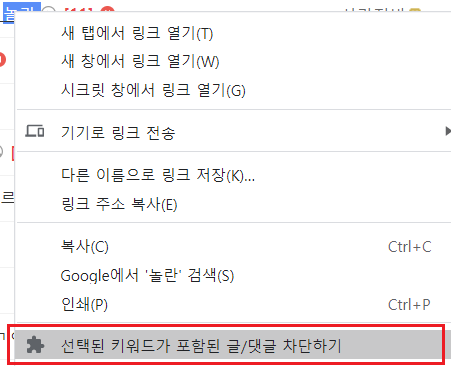 놀란 [11]
새 탭에서 링크 열기(T)
새 창에서 링크 열기(W)
시크릿 창에서 링크 열기(G)
기기로 링크 전송
다른 이름으로 링크 저장(K)...
링크 주소 복사(E)
르
복사(C) Ctrl+C
Google에서 '놀란' 검색(S)
인쇄(P) Ctrl+P
선택된 키워드가 포함된 글/댓글 차단하기